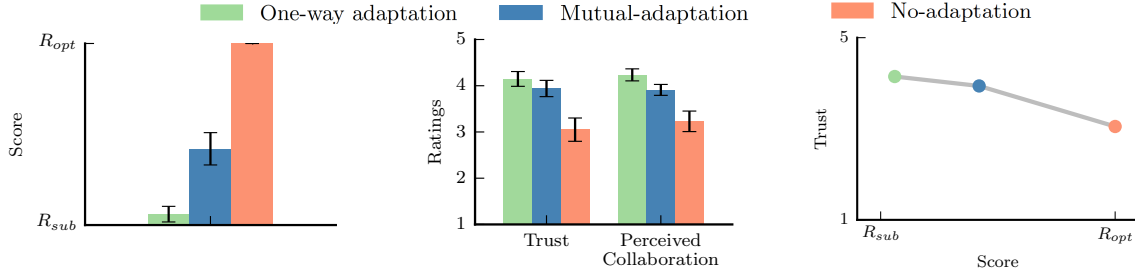 One-way adaptation
Mutual-adaptation
No-adaptation
R_opt
R_sub
Score
5
4
3
2
1
Ratings
Trust
Perceived
Collaboration
5
1
Trust
R_sub
R_opt
Score